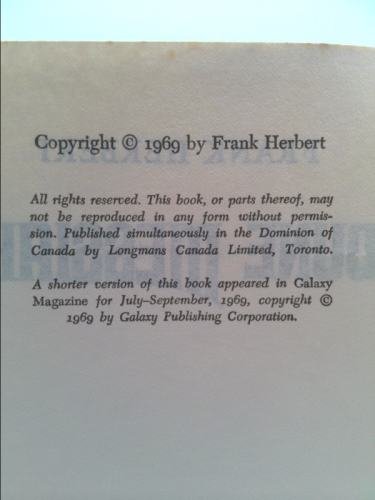 Copyright © 1969 by Frank Herbert
All rights reserved. This book, or parts thereof, may
not be reproduced in any form without permis-
sion. Published simultaneously in the Dominion of
Canada by Longmans Canada Limited, Toronto.
A shorter version of this book appeared in Galaxy
Magazine for July–September, 1969, copyright ©
1969 by Galaxy Publishing Corporation.